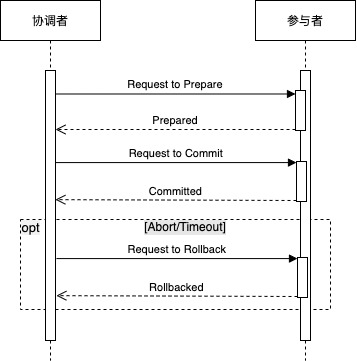 协调者
参与者
Request to Prepare
Prepared
Request to Commit
Committed
opt
[Abort/Timeout]
Request to Rollback
Rollbacked